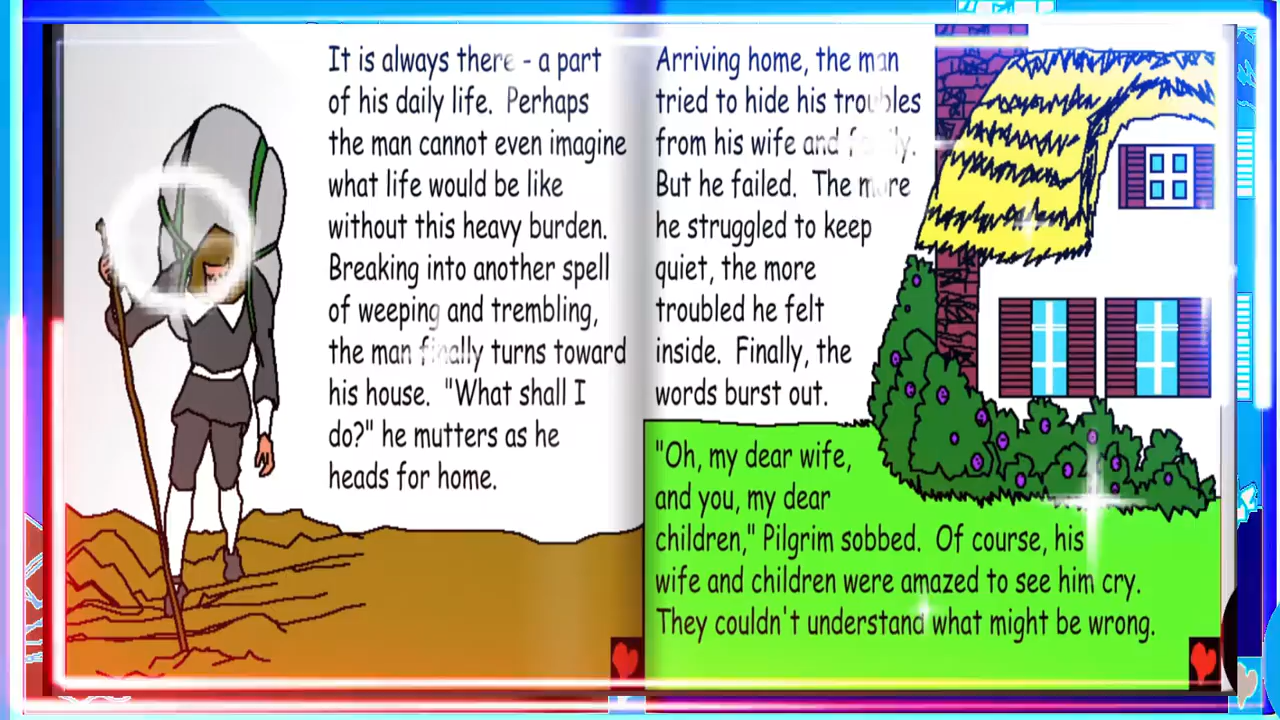 It is always there - a part
of his daily life. Perhaps
the man cannot even imagine
what life would be like
without this heavy burden.
Breaking into another spell
of weeping and trembling,
the man finally turns toward
his house. "What shall I
do?" he mutters as he
heads for home.
Arriving home, the man
tried to hide his troubles
from his wife and family.
But he failed. The more
he struggled to keep
quiet, the more
troubled he felt
inside. Finally, the
words burst out.
"Oh, my dear wife,
and you, my dear
children," Pilgrim sobbed. Of course, his
wife and children were amazed to see him cry.
They couldn't understand what might be wrong.